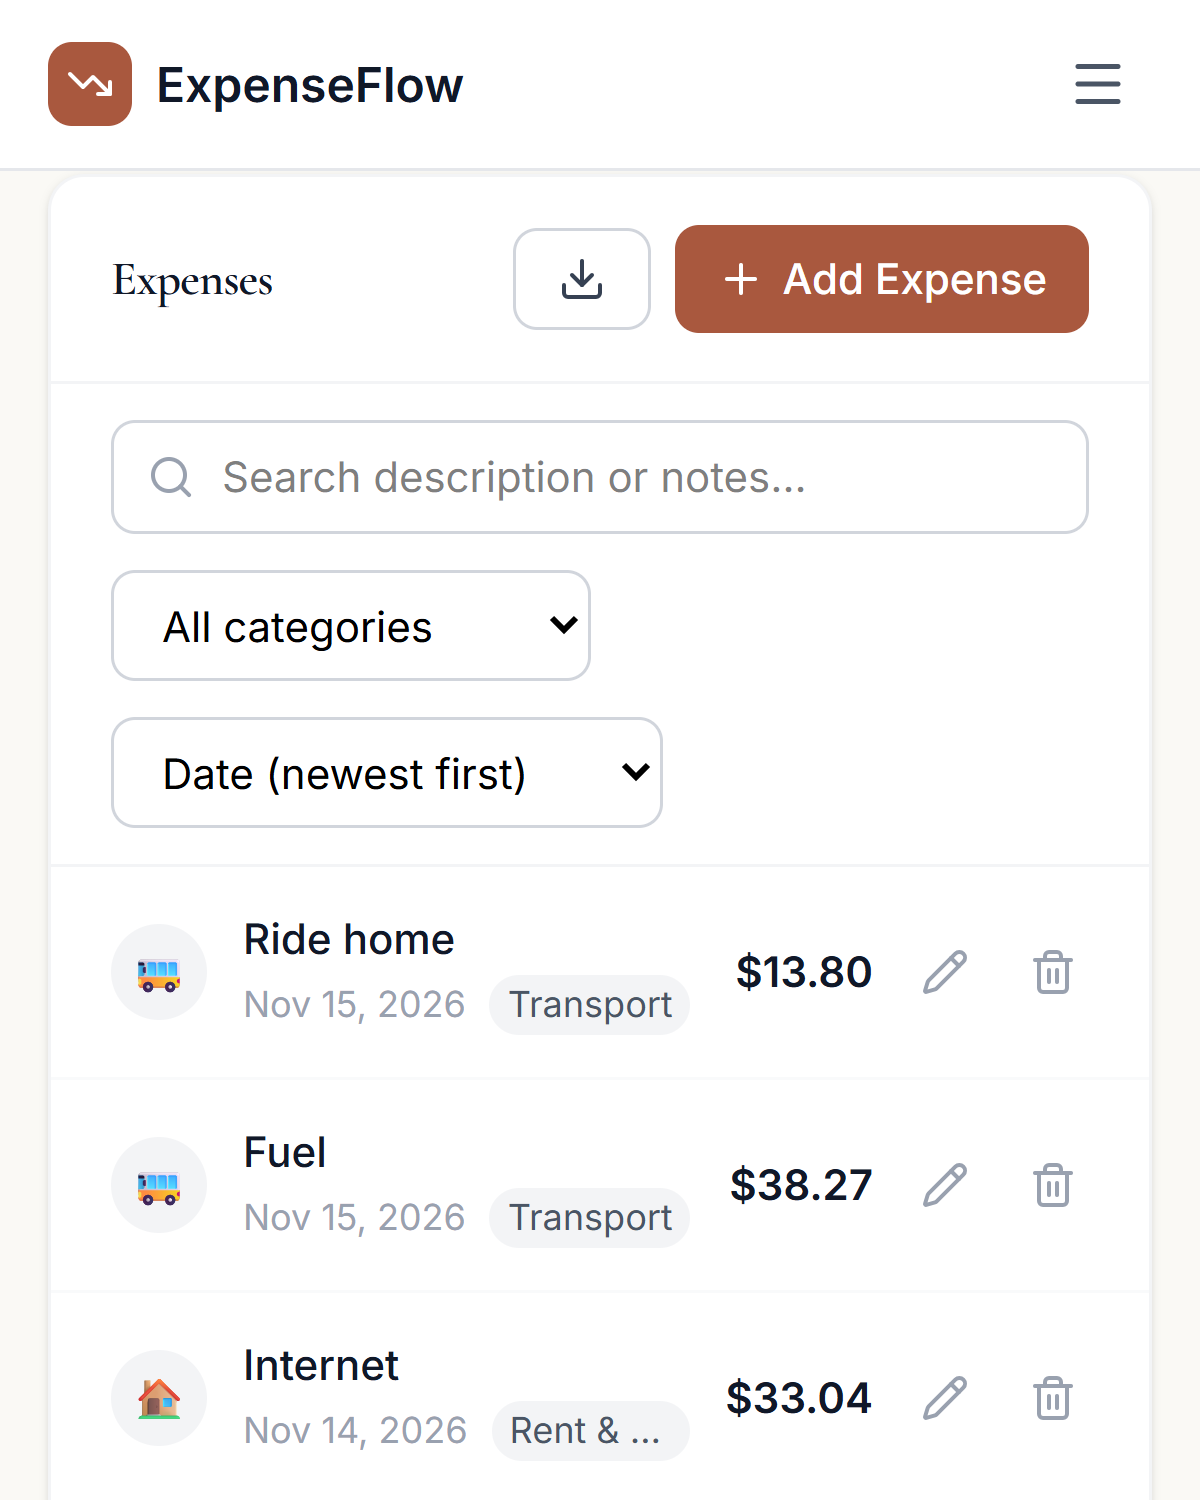 ExpenseFlow
Expenses
Add Expense
Search description or notes...
All categories
Date (newest first)
Ride home
$13.80
Nov 15, 2026 Transport
Fuel
$38.27
Nov 15, 2026 Transport
Internet
$33.04
Nov 14, 2026 Rent & ...